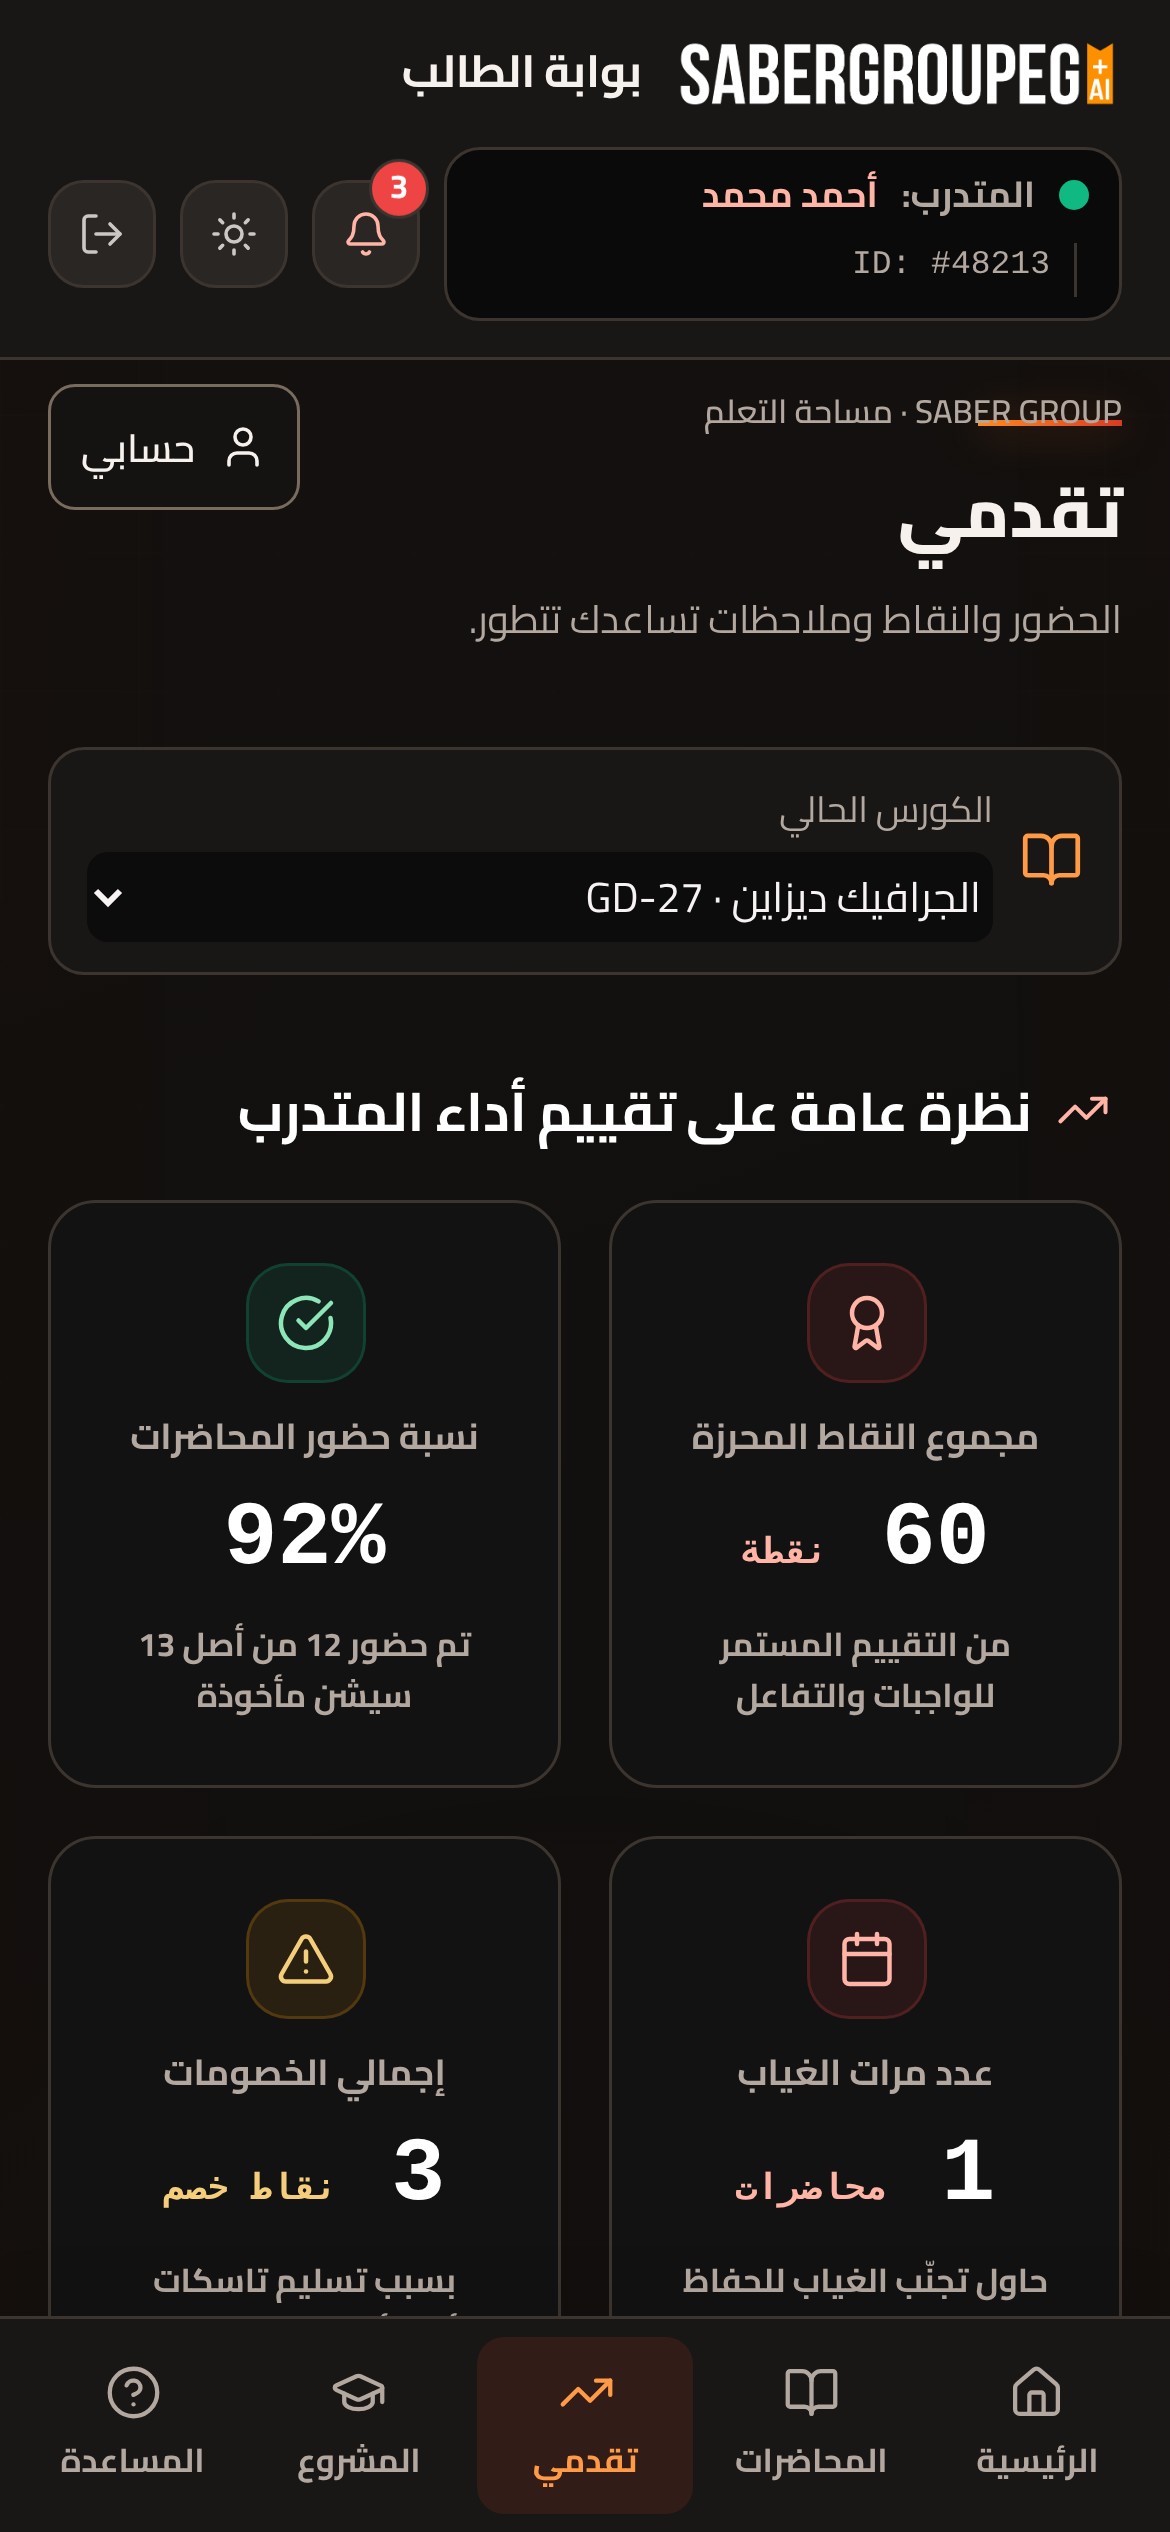 SABERGROUPEG +AI
بوابة الطالب
المتدرب: أحمد محمد
ID: #48213
3
SABER GROUP · مساحة التعلم
حسابي
تقدمي
الحضور والنقاط وملاحظات تساعدك تتطور.
الكورس الحالي
الجرافيك ديزاين · GD-27
نظرة عامة على تقييم أداء المتدرب
مجموع النقاط المحرزة
60 نقطة
من التقييم المستمر
للواجبات والتفاعل
نسبة حضور المحاضرات
92%
تم حضور 12 من أصل 13
سيشن مأخوذة
عدد مرات الغياب
1 محاضرات
حاول تجنّب الغياب للحفاظ
إجمالي الخصومات
3 نقاط خصم
بسبب تسليم تاسكات
الرئيسية
المحاضرات
تقدمي
المشروع
المساعدة